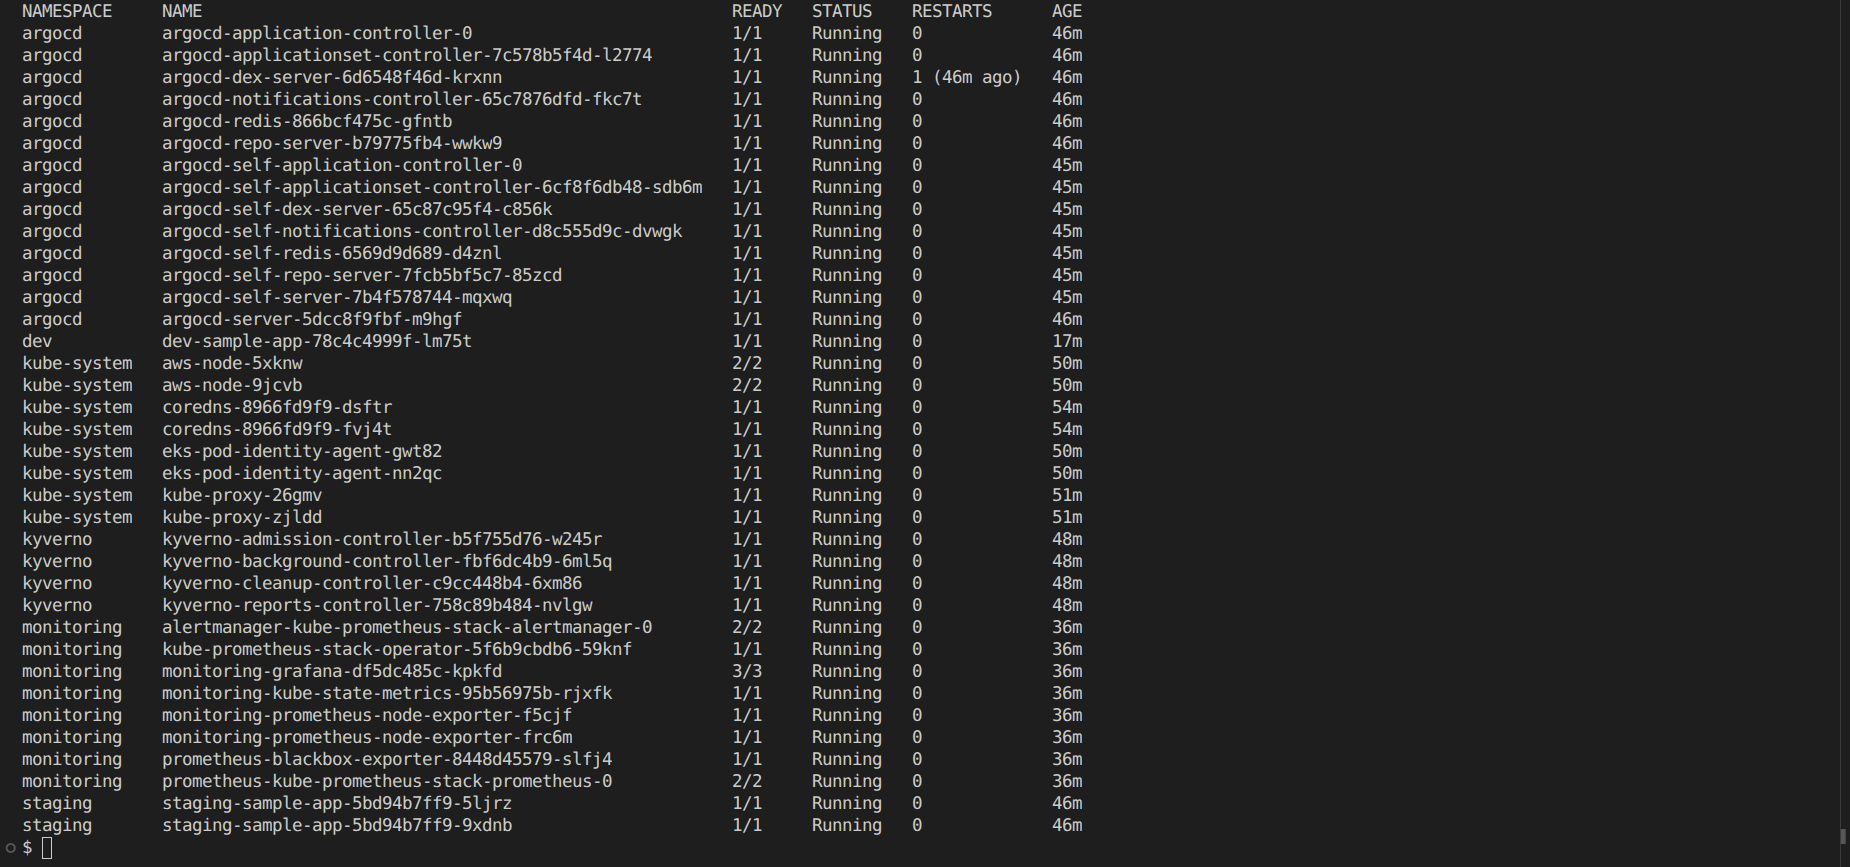 NAMESPACE     NAME                                                     READY   STATUS    RESTARTS      AGE
argocd        argocd-application-controller-0                          1/1     Running   0             46m
argocd        argocd-applicationset-controller-7c578b5f4d-l2774        1/1     Running   0             46m
argocd        argocd-dex-server-6d6548f46d-krxnn                       1/1     Running   1 (46m ago)   46m
argocd        argocd-notifications-controller-65c7876dfd-fkc7t         1/1     Running   0             46m
argocd        argocd-redis-866bcf475c-gfntb                            1/1     Running   0             46m
argocd        argocd-repo-server-b79775fb4-wwkw9                       1/1     Running   0             46m
argocd        argocd-self-application-controller-0                     1/1     Running   0             45m
argocd        argocd-self-applicationset-controller-6cf8f6db48-sdb6m   1/1     Running   0             45m
argocd        argocd-self-dex-server-65c87c95f4-c856k                  1/1     Running   0             45m
argocd        argocd-self-notifications-controller-d8c555d9c-dvwgk     1/1     Running   0             45m
argocd        argocd-self-redis-6569d9d689-d4znl                       1/1     Running   0             45m
argocd        argocd-self-repo-server-7fcb5bf5c7-85zcd                 1/1     Running   0             45m
argocd        argocd-self-server-7b4f578744-mqxwq                      1/1     Running   0             45m
argocd        argocd-server-5dcc8f9fbf-m9hgf                           1/1     Running   0             46m
dev           dev-sample-app-78c4c4999f-lm75t                          1/1     Running   0             17m
kube-system   aws-node-5xknw                                           2/2     Running   0             50m
kube-system   aws-node-9jcvb                                           2/2     Running   0             50m
kube-system   coredns-8966fd9f9-dsftr                                  1/1     Running   0             54m
kube-system   coredns-8966fd9f9-fvj4t                                  1/1     Running   0             54m
kube-system   eks-pod-identity-agent-gwt82                             1/1     Running   0             50m
kube-system   eks-pod-identity-agent-nn2qc                             1/1     Running   0             50m
kube-system   kube-proxy-26gmv                                         1/1     Running   0             51m
kube-system   kube-proxy-zjldd                                         1/1     Running   0             51m
kyverno       kyverno-admission-controller-b5f755d76-w245r             1/1     Running   0             48m
kyverno       kyverno-background-controller-fbf6dc4b9-6ml5q            1/1     Running   0             48m
kyverno       kyverno-cleanup-controller-c9cc448b4-6xm86               1/1     Running   0             48m
kyverno       kyverno-reports-controller-758c89b484-nvlgw              1/1     Running   0             48m
monitoring    alertmanager-kube-prometheus-stack-alertmanager-0        2/2     Running   0             36m
monitoring    kube-prometheus-stack-operator-5f6b9cbdb6-59knf          1/1     Running   0             36m
monitoring    monitoring-grafana-df5dc485c-kpkfd                       3/3     Running   0             36m
monitoring    monitoring-kube-state-metrics-95b56975b-rjxfk            1/1     Running   0             36m
monitoring    monitoring-prometheus-node-exporter-f5cjf                1/1     Running   0             36m
monitoring    monitoring-prometheus-node-exporter-frc6m                1/1     Running   0             36m
monitoring    prometheus-blackbox-exporter-8448d45579-slfj4            1/1     Running   0             36m
monitoring    prometheus-kube-prometheus-stack-prometheus-0            2/2     Running   0             36m
staging       staging-sample-app-5bd94b7ff9-5ljrz                      1/1     Running   0             46m
staging       staging-sample-app-5bd94b7ff9-9xdnb                      1/1     Running   0             46m
$